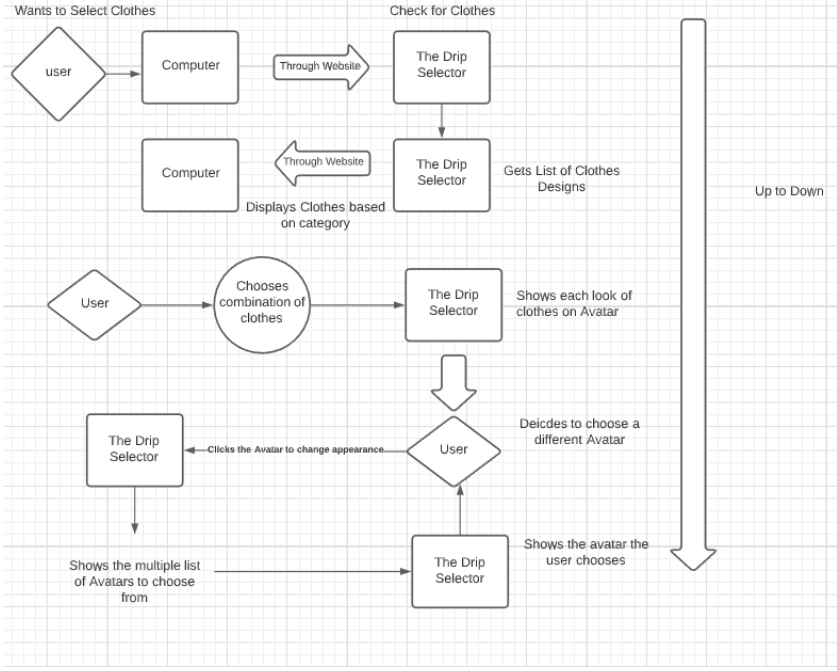 Wants to Select Clothes
Check for Clothes
user
Computer
Through Website
The Drip
Selector
Computer
Through Website
The Drip
Selector
Gets List of Clothes
Designs
Up to Down
Displays Clothes based
on category
User
Chooses
combination of
clothes
The Drip
Selector
Shows each look of
clothes on Avatar
The Drip
Selector
Clicks the Avatar to change appearance
User
Deicdes to choose a
different Avatar
Shows the multiple list
of Avatars to choose
from
The Drip
Selector
Shows the avatar the
user chooses